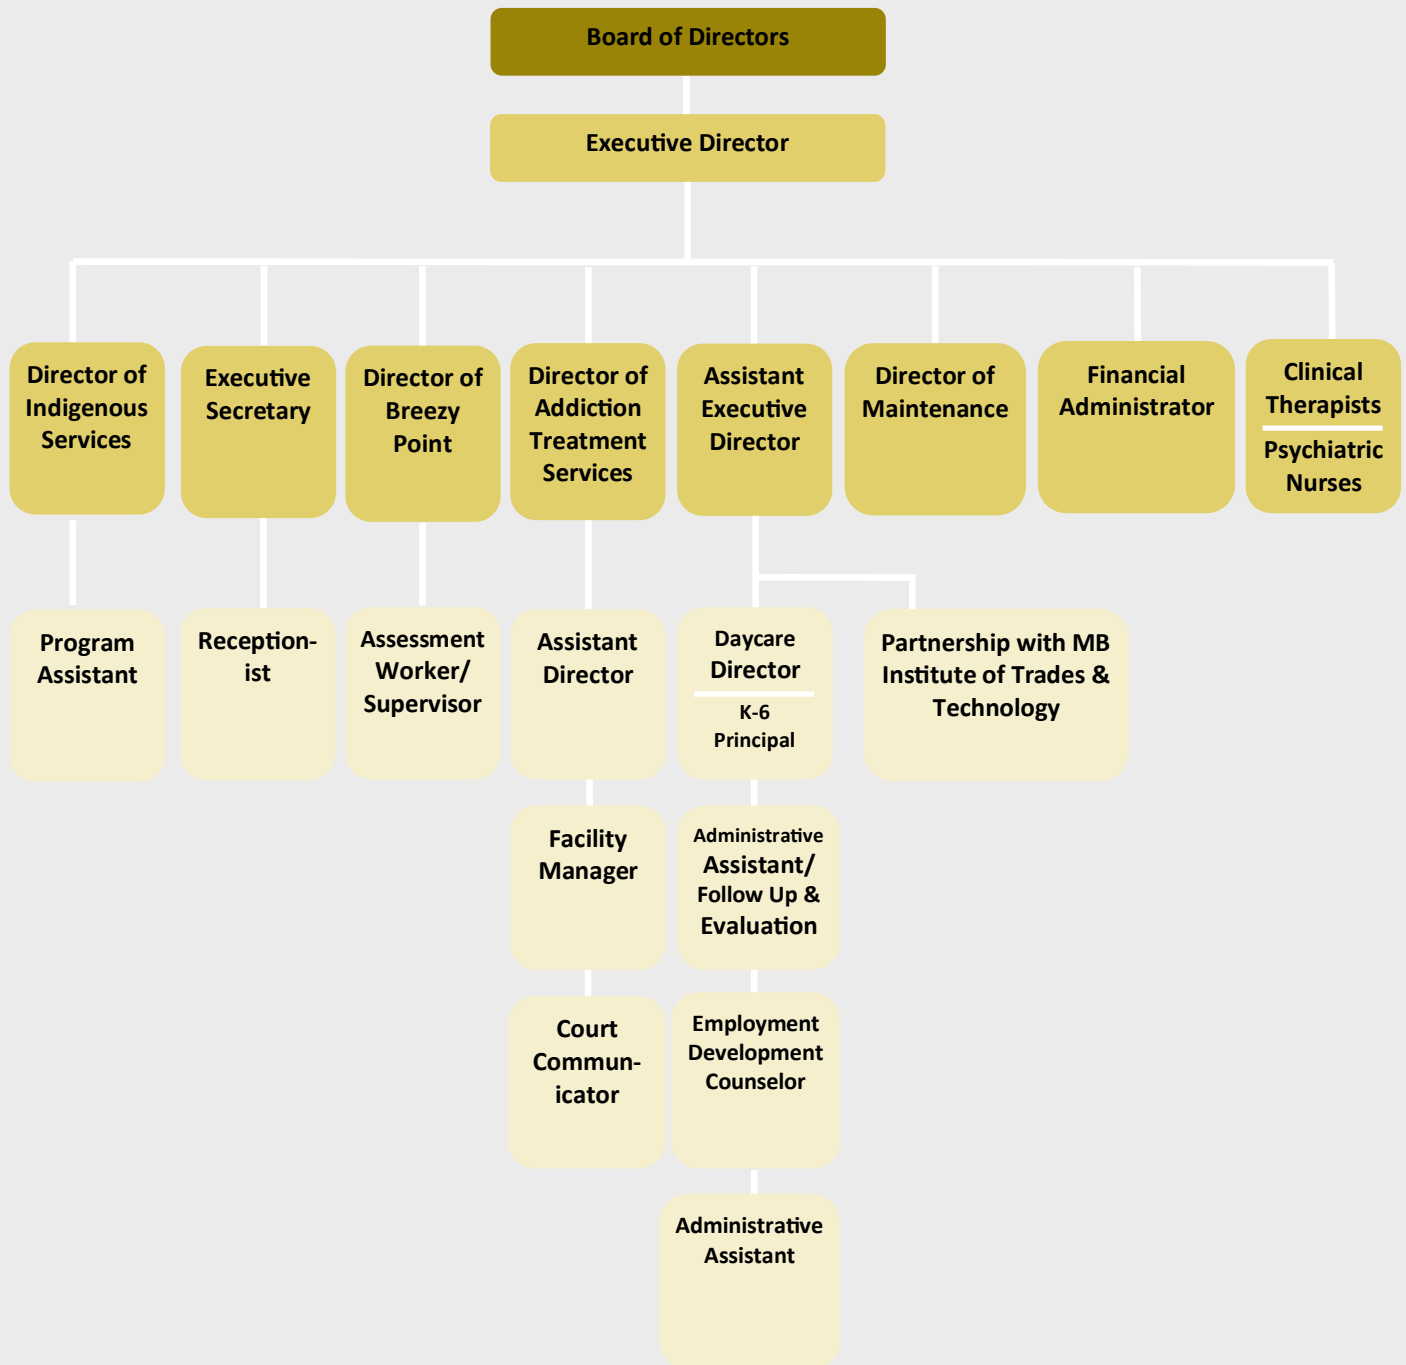 Board of Directors
Executive Director
Director of
Indigenous
Services
Executive
Secretary
Director of
Breezy
Point
Director of
Addiction
Treatment
Services
Assistant
Executive
Director
Director of
Maintenance
Financial
Administrator
Clinical
Therapists
Psychiatric
Nurses
Program
Assistant
Reception-
ist
Assessment
Worker/
Supervisor
Assistant
Director
Daycare
Director
K-6
Principal
Partnership with MB
Institute of Trades &
Technology
Facility
Manager
Administrative
Assistant/
Follow Up &
Evaluation
Court
Commun-
icator
Employment
Development
Counselor
Administrative
Assistant